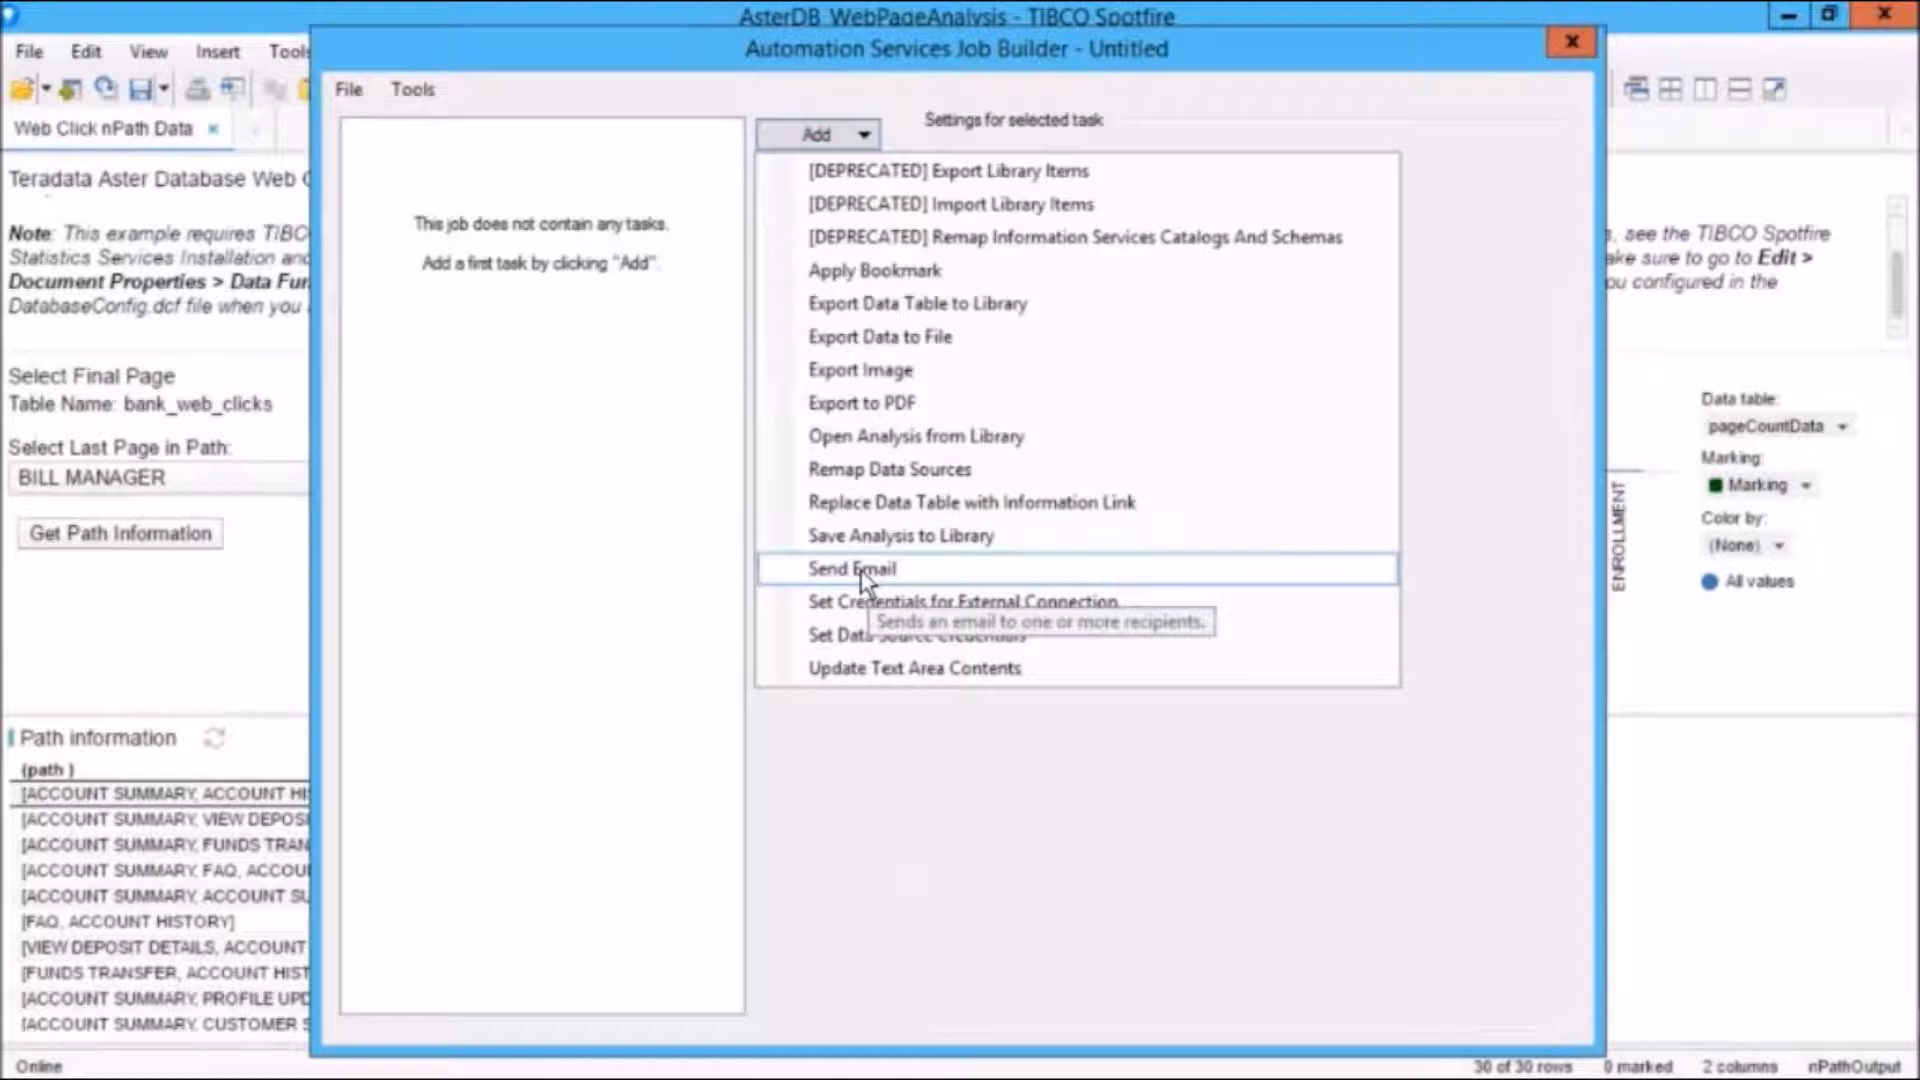 AsterDB_WebPageAnalysis - TIBCO Spotfire
File Edit View Insert Tools
Web Click nPath Data
Teradata Aster Database Web
Note: This example requires TIBC
Statistics Services Installation and
Document Properties > Data Fun
DatabaseConfig.dcf file when you
see the TIBCO Spotfire
ake sure to go to Edit >
ou configured in the
Select Final Page
Table Name: bank_web_clicks
Select Last Page in Path:
BILL MANAGER
Get Path Information
Path information
(path )
[ACCOUNT SUMMARY, ACCOUNT HIS
[ACCOUNT SUMMARY, VIEW DEPOSI
[ACCOUNT SUMMARY, FUNDS TRAN
[ACCOUNT SUMMARY, FAQ, ACCOU
[ACCOUNT SUMMARY, ACCOUNT SU
[FAQ, ACCOUNT HISTORY]
[VIEW DEPOSIT DETAILS, ACCOUNT
[FUNDS TRANSFER, ACCOUNT HIST
[ACCOUNT SUMMARY, PROFILE UPD
[ACCOUNT SUMMARY, CUSTOMER S
Automation Services Job Builder - Untitled
File Tools
This job does not contain any tasks.
Add a first task by clicking "Add".
Add
Settings for selected task
[DEPRECATED] Export Library Items
[DEPRECATED] Import Library Items
[DEPRECATED] Remap Information Services Catalogs And Schemas
Apply Bookmark
Export Data Table to Library
Export Data to File
Export Image
Export to PDF
Open Analysis from Library
Remap Data Sources
Replace Data Table with Information Link
Save Analysis to Library
Send Email
Set Credentials for External Connection
Sends an email to one or more recipients.
Set Data Source Credentials
Update Text Area Contents
ENROLLMENT
Data table:
pageCountData
Marking:
Marking
Color by:
(None)
All values
Online
30 of 30 rows 0 marked 2 columns nPathOutput